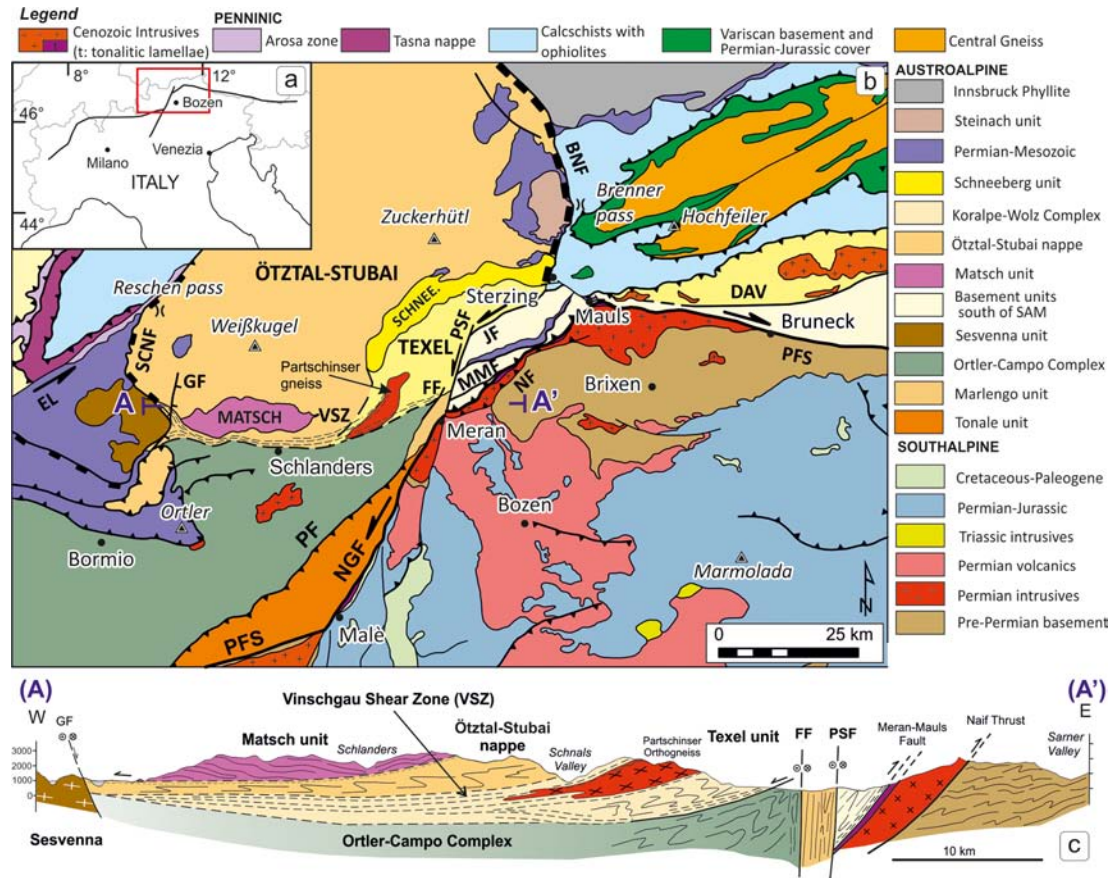 Legend
Cenozoic Intrusives
(t: tonalitic lamellae)
PENNINIC
Arosa zone
Tasna nappe
Calcschists with
ophiolites
Variscan basement and
Permian-Jurassic cover
Central Gneiss
AUSTROALPINE
Innsbruck Phyllite
Steinach unit
Permian-Mesozoic
Schneeberg unit
Koralpe-Wolz Complex
Ötztal-Stubai nappe
Matsch unit
Basement units
south of SAM
Sesvenna unit
Ortler-Campo Complex
Marlengo unit
Tonale unit
SOUTHALPINE
Cretaceous-Paleogene
Permian-Jurassic
Triassic intrusives
Permian volcanics
Permian intrusives
Pre-Permian basement
a
8°
12°
46°
44°
Bozen
Milano
Venezia
ITALY
b
BNF
Brenner
pass
Hochfeiler
Zuckerhütl
ÖTZTAL-STUBAI
Reschen pass
SCHNEE.
Sterzing
DAV
Weißkugel
PSF
Mauls
Bruneck
TEXEL
JF
SCNF
Partschinser
gneiss
PFS
GF
FF
MMF
NF
Brixen
EL
A
MATSCH
VSZ
A'
Meran
Schlanders
Bozen
Ortler
PF
Bormio
NGF
Marmolada
N
PFS
Malè
0
25 km
(A)
W
GF
Vinschgau Shear Zone (VSZ)
(A')
E
Matsch unit
Schlanders
Ötztal-Stubai
nappe
Schnals
Valley
Partschinser
Orthogneiss
Texel unit
FF
PSF
Meran-Mauls
Fault
Naif Thrust
Sarner
Valley
3000
2000
1000
0
Sesvenna
Ortler-Campo Complex
10 km
c